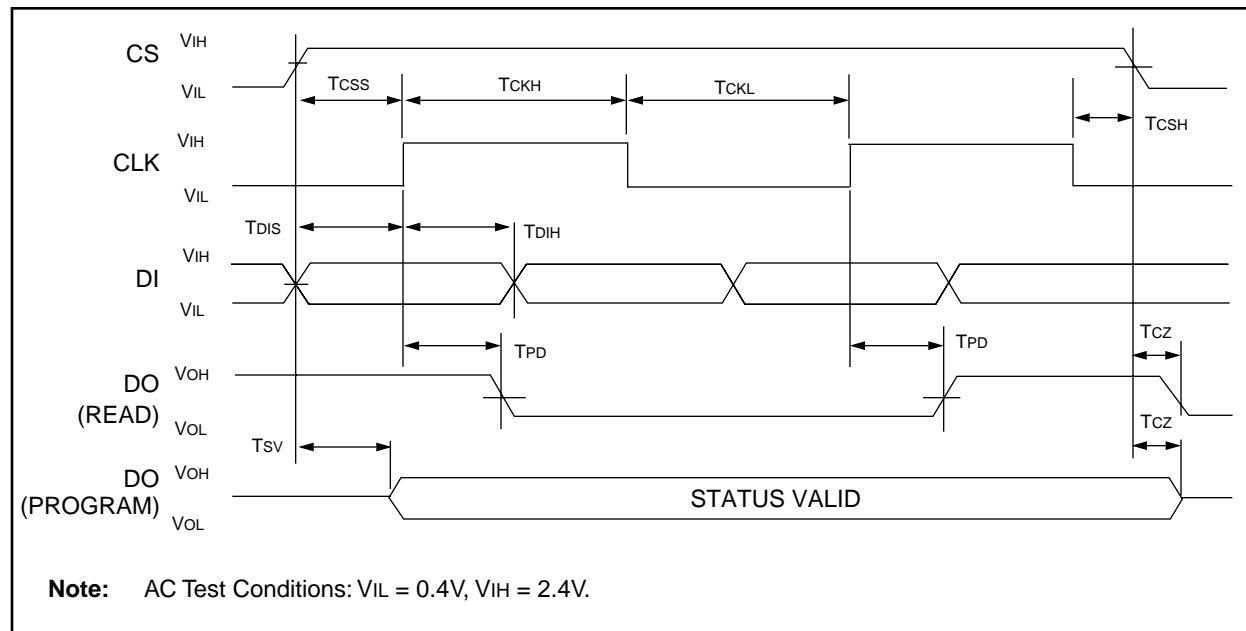 CS
VIH
VIL
TCSS
TCKH
TCKL
TCSH
CLK
VIH
VIL
TDIS
TDIH
DI
VIH
VIL
TPD
TPD
TCZ
DO
(READ)
VOH
VOL
TSV
TCZ
DO
(PROGRAM)
VOH
VOL
STATUS VALID
Note: AC Test Conditions: VIL = 0.4V, VIH = 2.4V.